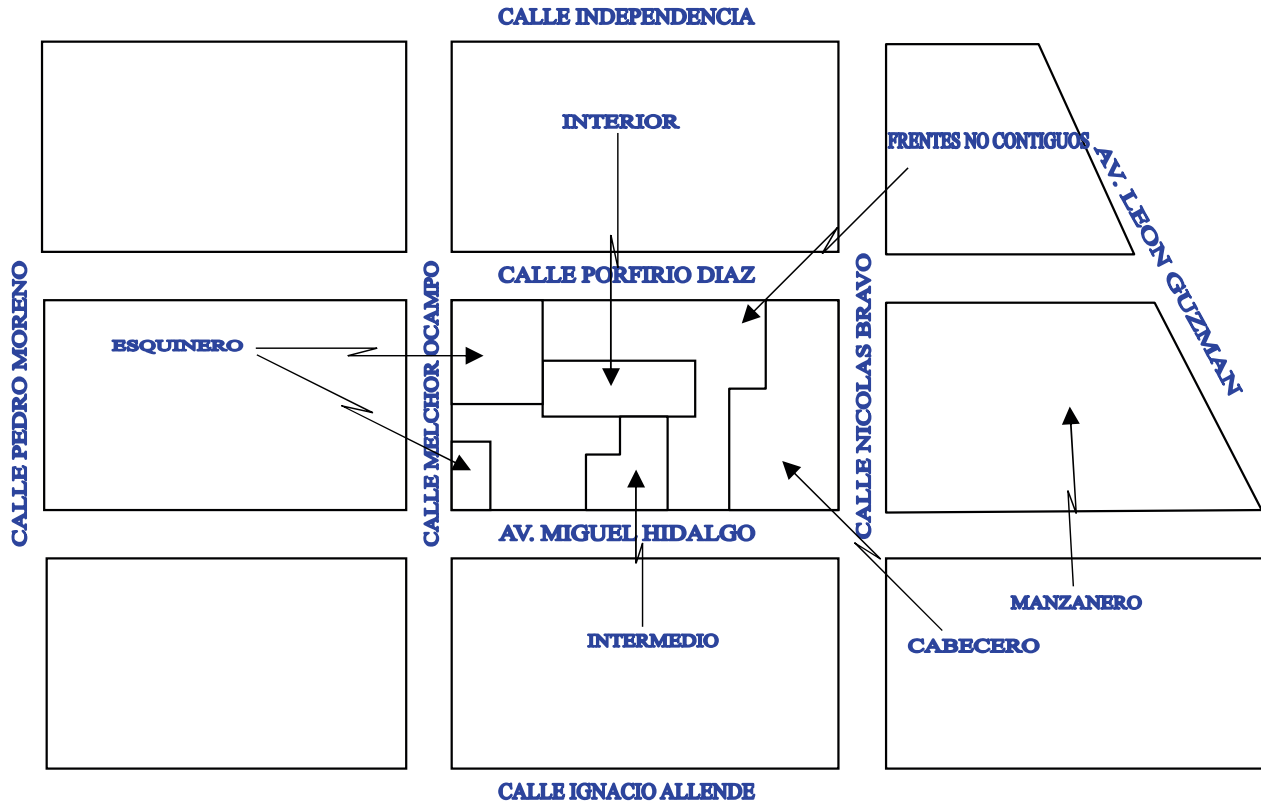 CALLE INDEPENDENCIA
INTERIOR
FRENTES NO CONTIGUOS
AV. LEON GUZMAN
CALLE PORFIRIO DIAZ
CALLE PEDRO MORENO
ESQUINERO
CALLE MELCHOR OCAMPO
CALLE NICOLAS BRAVO
AV. MIGUEL HIDALGO
MANZANERO
INTERMEDIO
CABECERO
CALLE IGNACIO ALLENDE